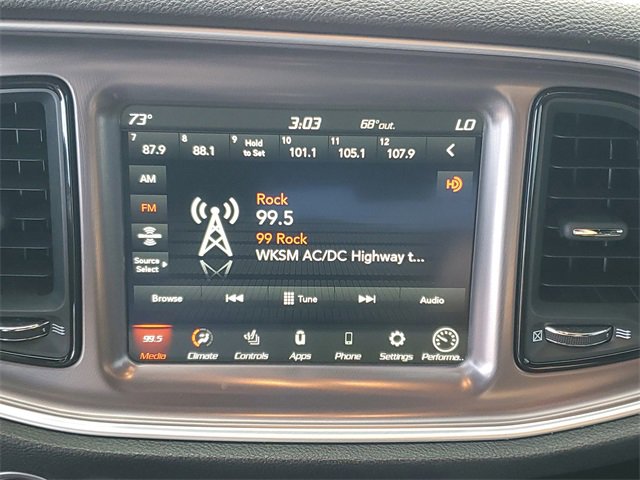 73° 3:03 68°out. LO
7 87.9 8 88.1 9 Hold to Set 10 101.1 11 105.1 12 107.9
AM
HD
Rock
FM
99.5
99 Rock
WKSM AC/DC Highway t...
Source Select
Browse Tune Audio
99.5
Media Climate Controls Apps Phone Settings Performa..